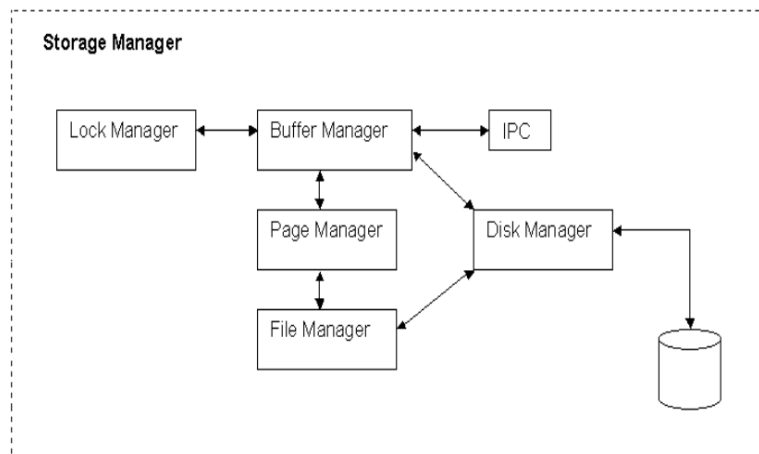 Storage Manager
Lock Manager
Buffer Manager
IPC
Page Manager
Disk Manager
File Manager